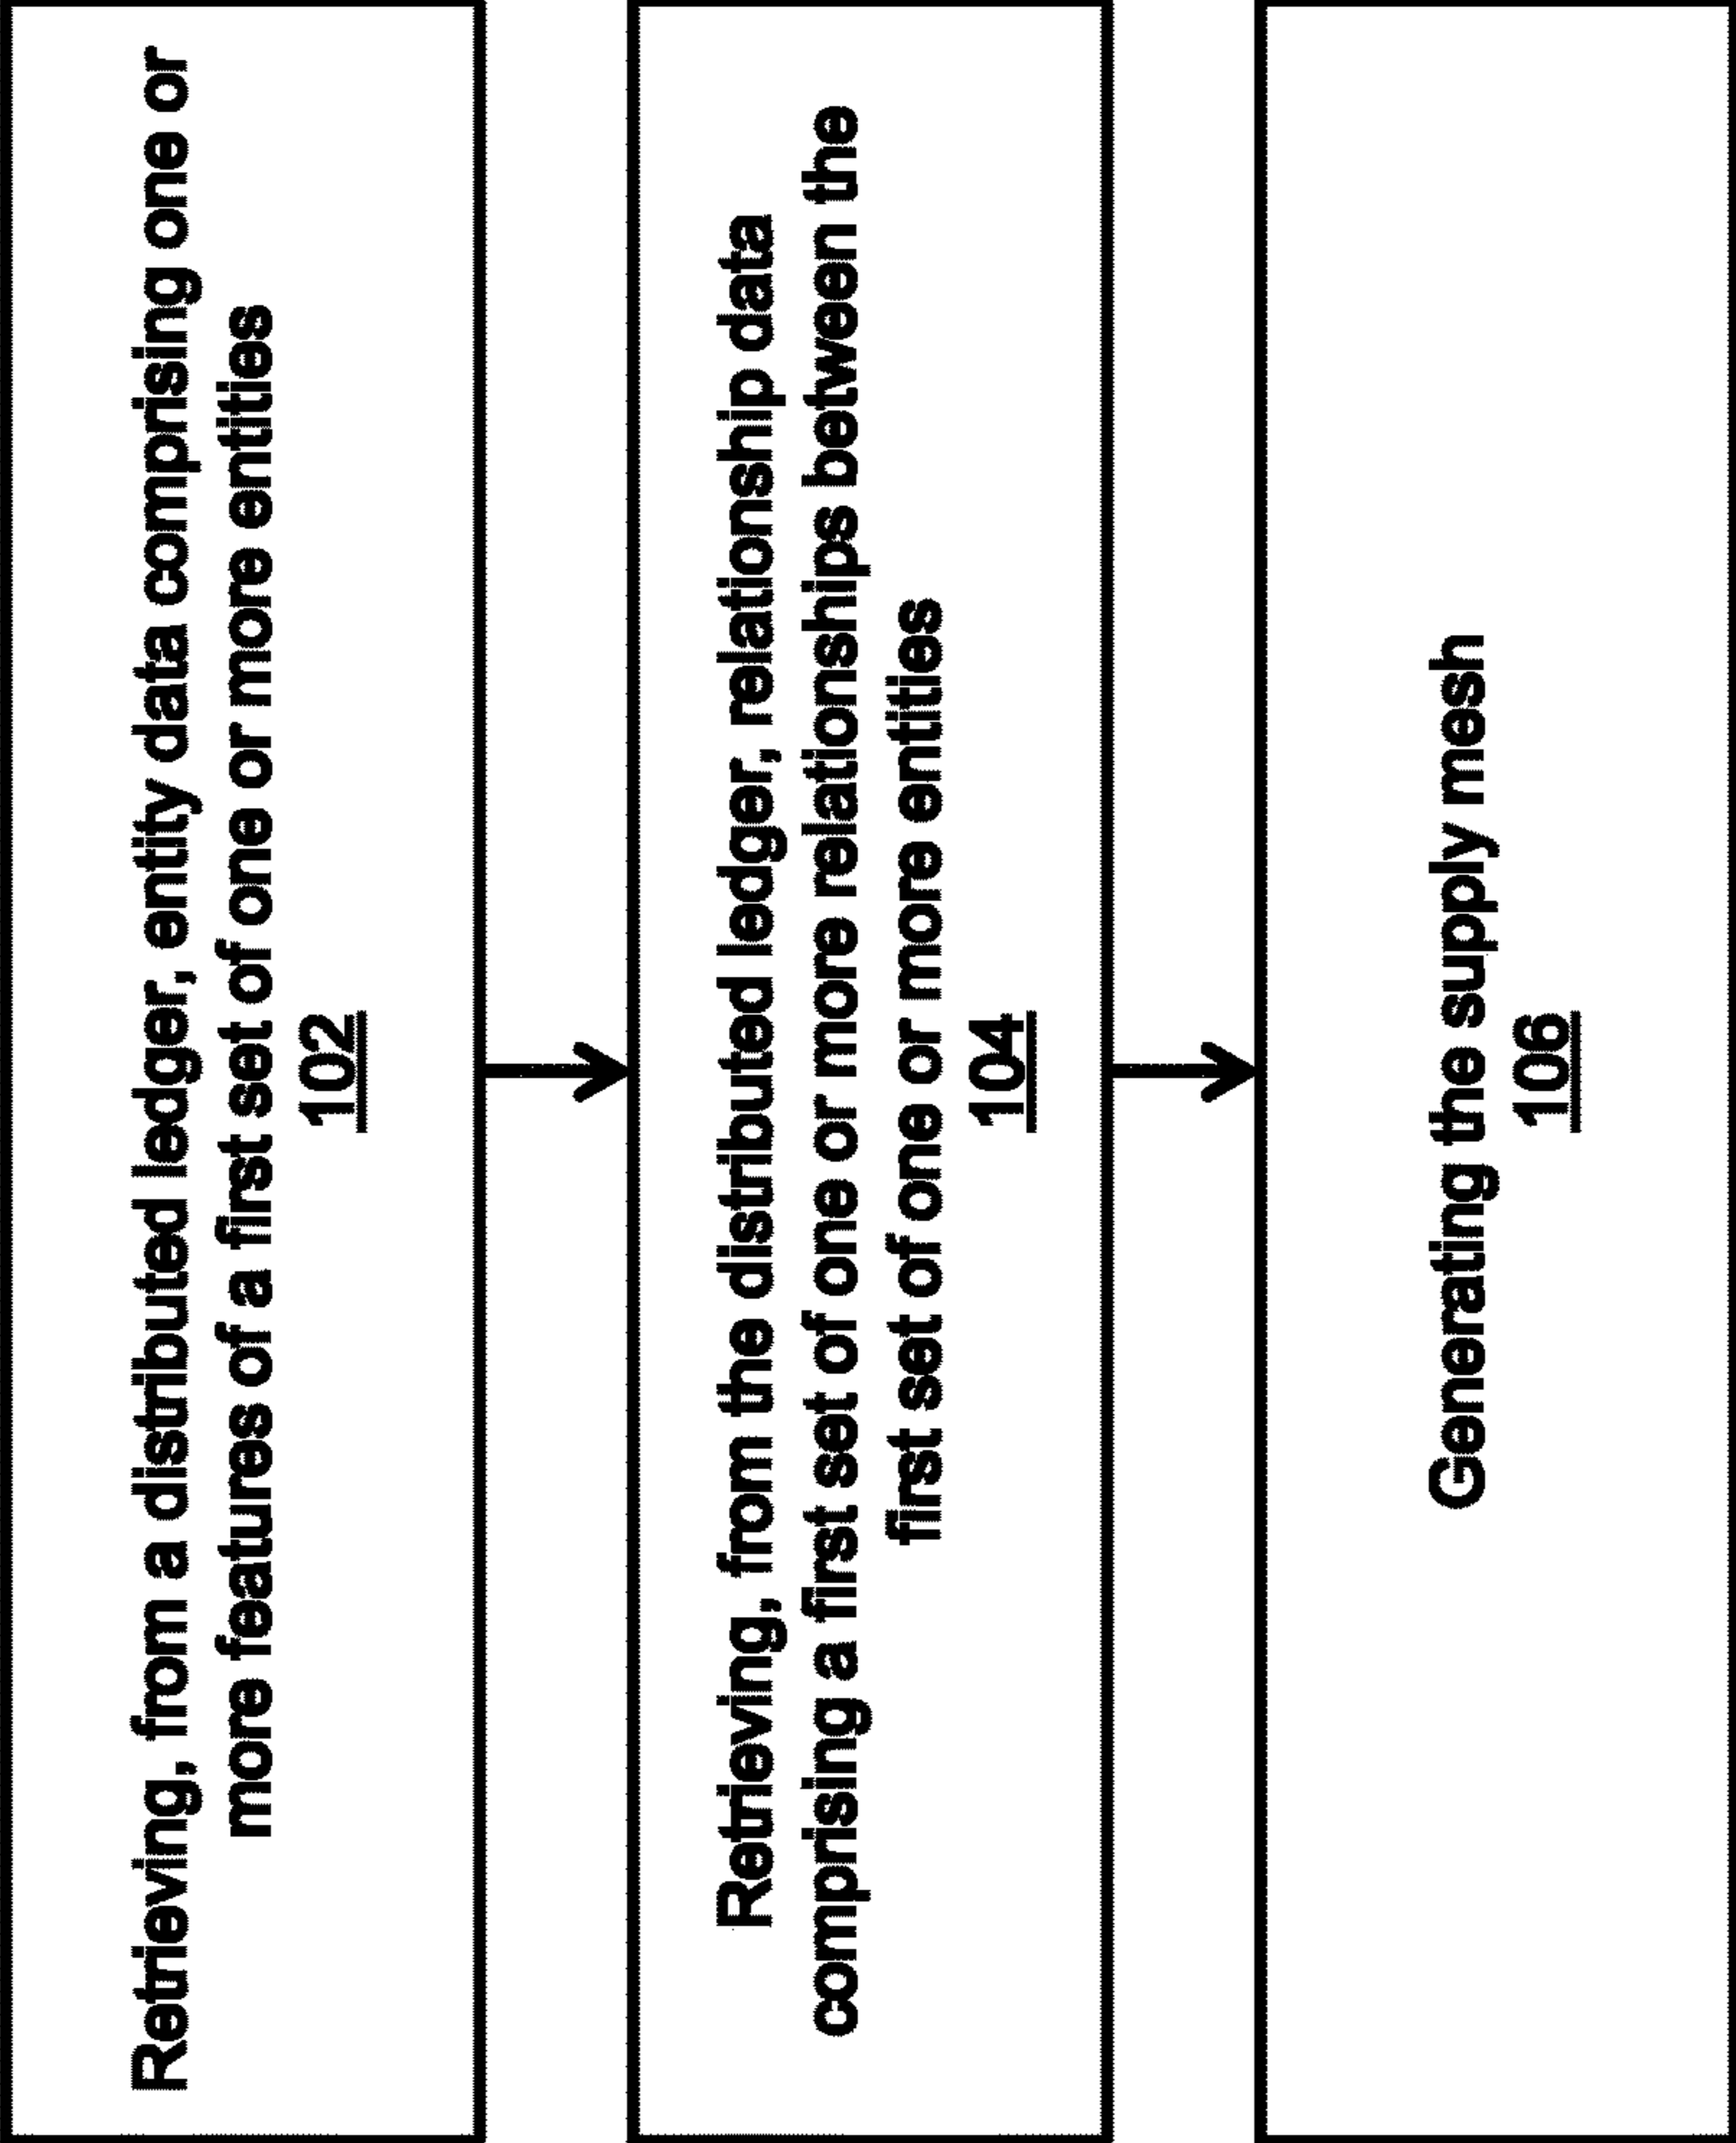 Retrieving, from a distributed ledger, entity data comprising one or
more features of a first set of one or more entities
102
Retrieving, from the distributed ledger, relationship data
comprising a first set of one or more relationships between the
first set of one or more entities
104
Generating the supply mesh
106